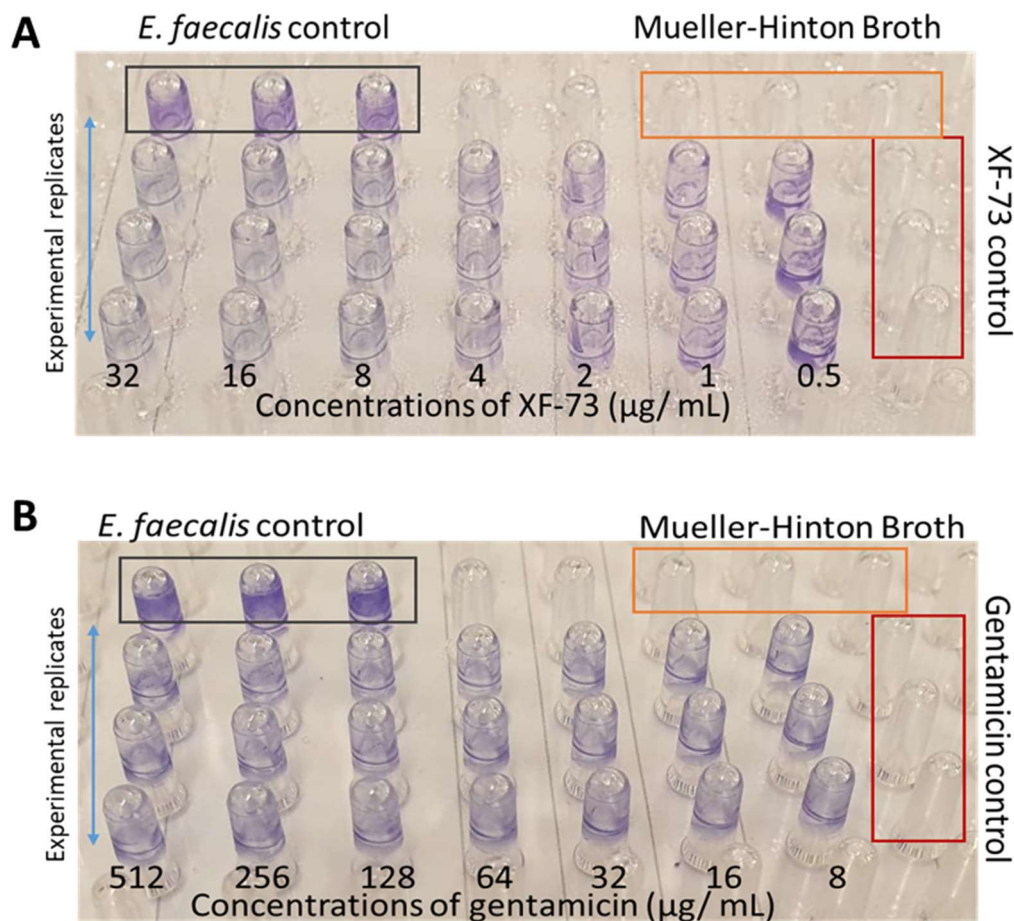 A
E. faecalis control
Mueller-Hinton Broth
Experimental replicates
XF-73 control
32 16 8 4 2 1 0.5
Concentrations of XF-73 (µg/ mL)
B
E. faecalis control
Mueller-Hinton Broth
Experimental replicates
Gentamicin control
512 256 128 64 32 16 8
Concentrations of gentamicin (µg/ mL)